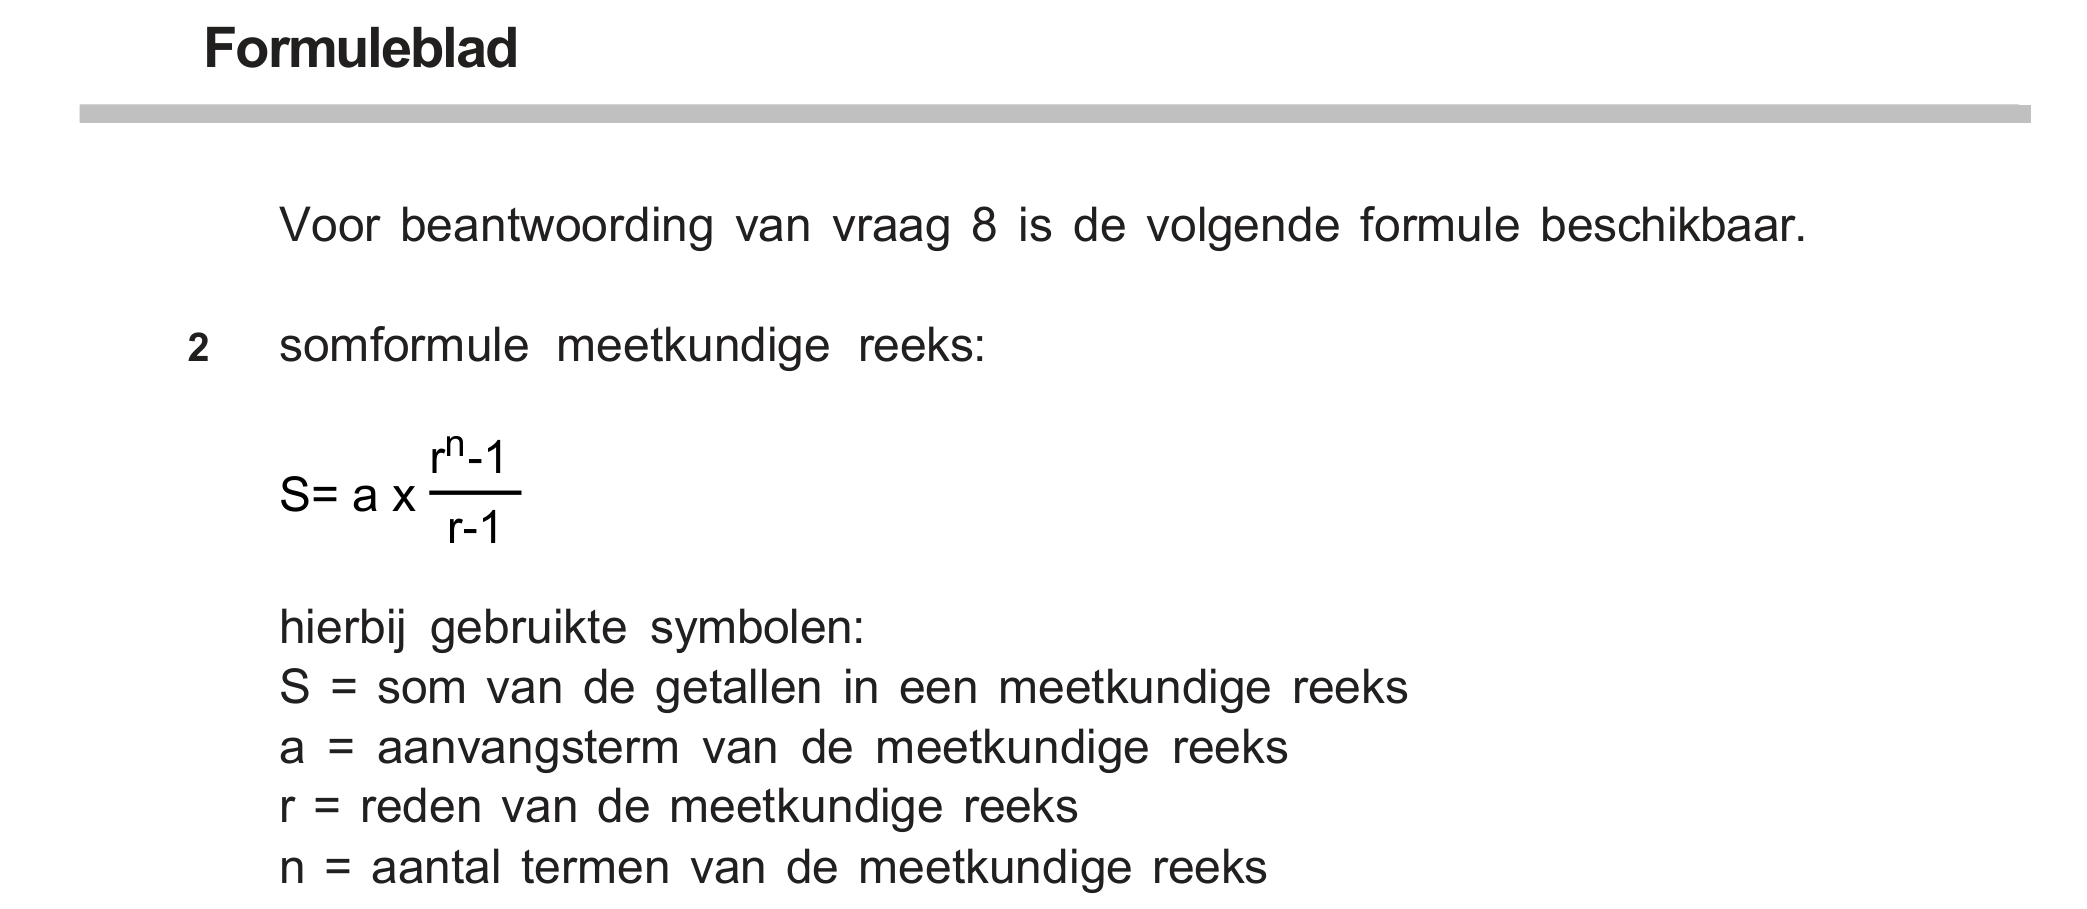 Formuleblad
Voor beantwoording van vraag 8 is de volgende formule beschikbaar.
2 somformule meetkundige reeks:
S= a x (rⁿ-1)/(r-1)
hierbij gebruikte symbolen:
S = som van de getallen in een meetkundige reeks
a = aanvangsterm van de meetkundige reeks
r = reden van de meetkundige reeks
n = aantal termen van de meetkundige reeks